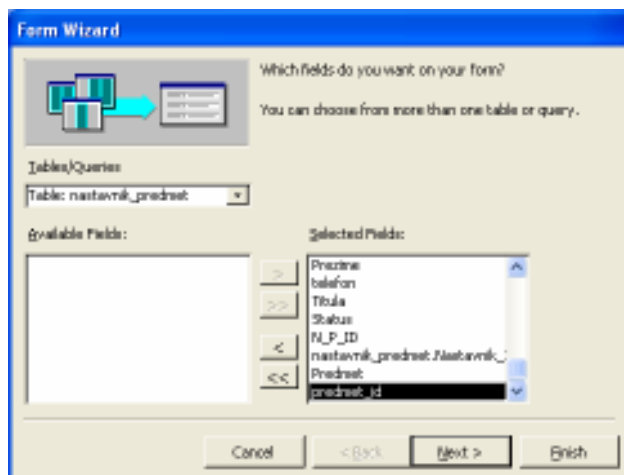 Form Wizard
Which fields do you want on your form?
You can choose from more than one table or query.
Tables/Queries
Table: nastavnik_predmet
Available Fields:
Selected Fields:
Prezime
telefon
Titula
Status
N_P_ID
nastavnik_predmet.Nastavnik_
Predmet
predmet_id
>
>>
<
<<
Cancel
< Back
Next >
Finish